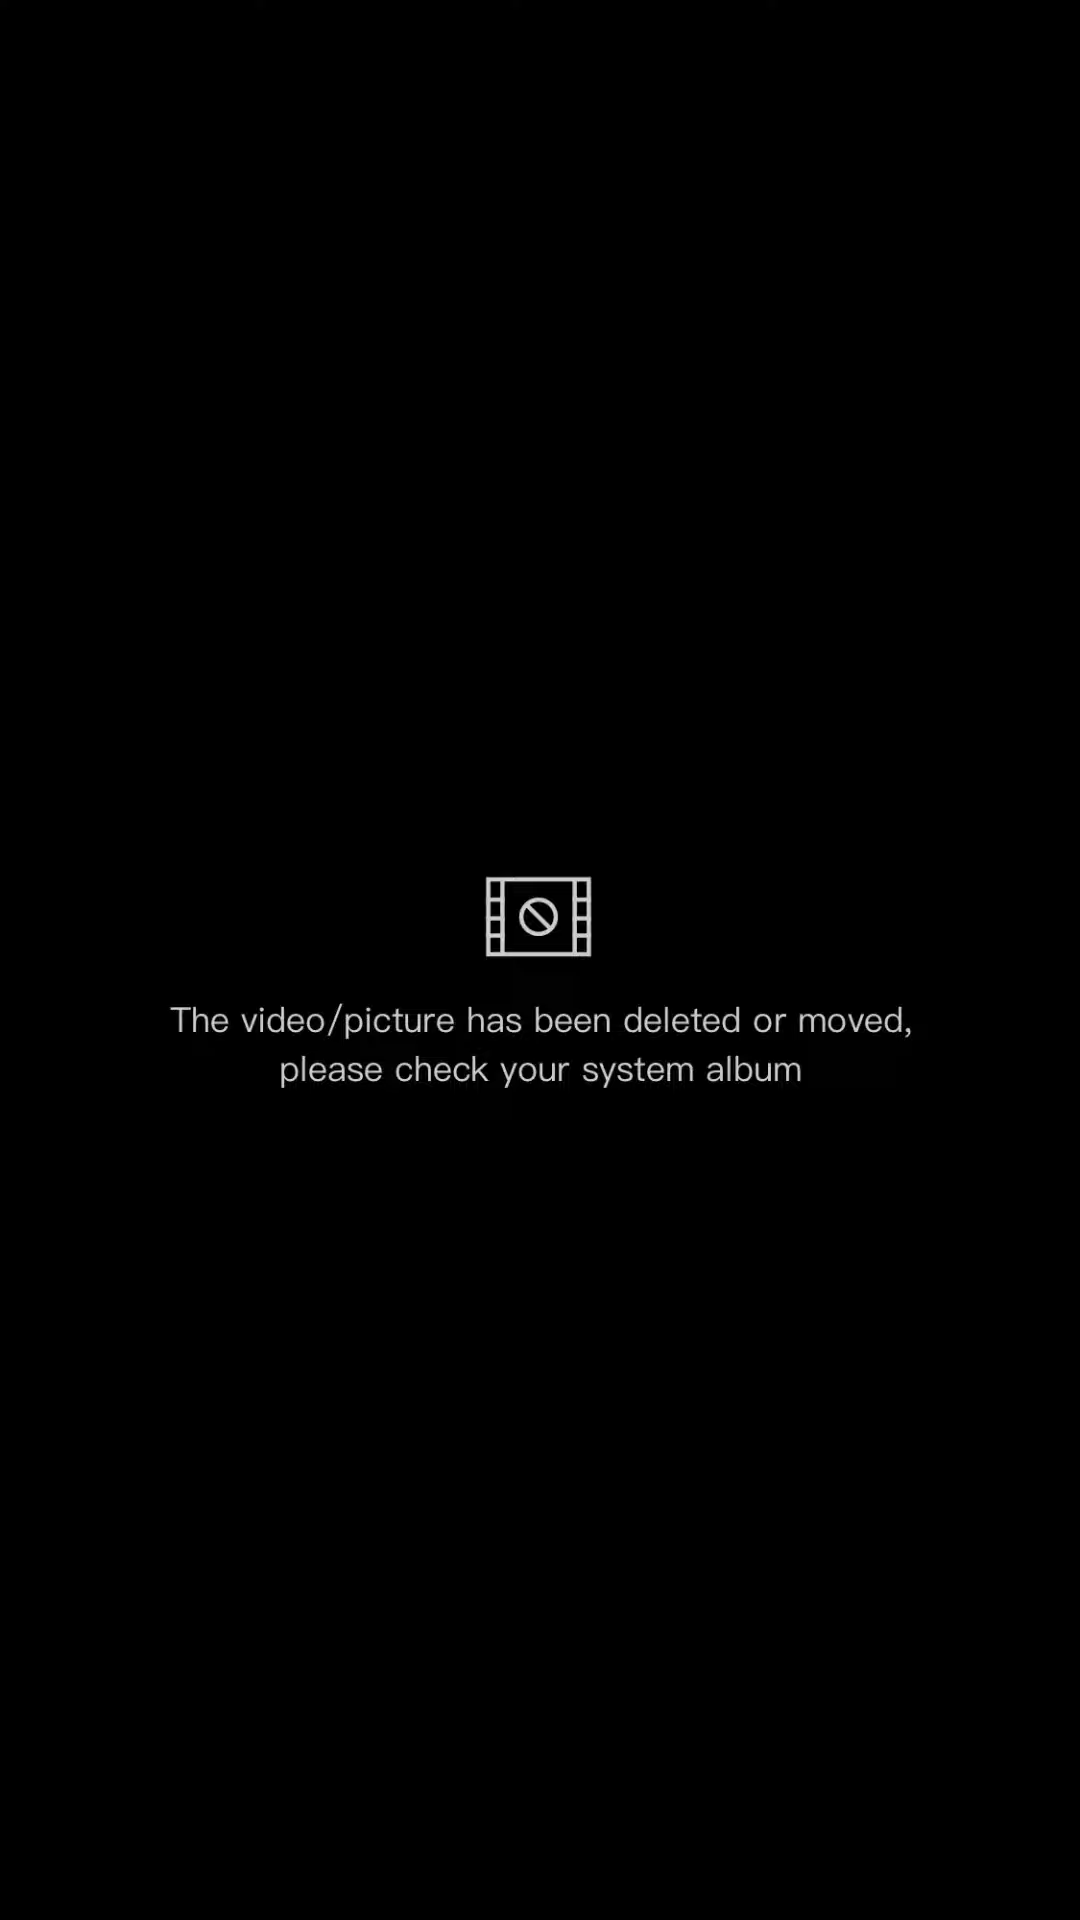 The video/picture has been deleted or moved,
please check your system album